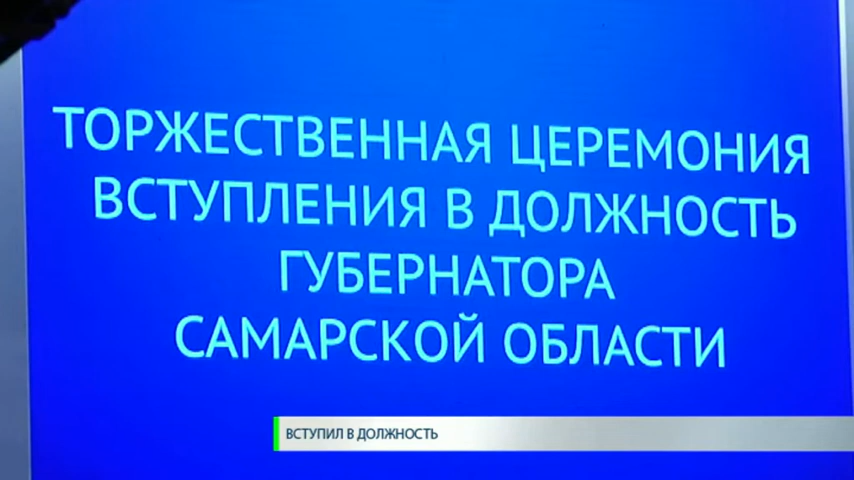 ТОРЖЕСТВЕННАЯ ЦЕРЕМОНИЯ
ВСТУПЛЕНИЯ В ДОЛЖНОСТЬ
ГУБЕРНАТОРА
САМАРСКОЙ ОБЛАСТИ
ВСТУПИЛ В ДОЛЖНОСТЬ